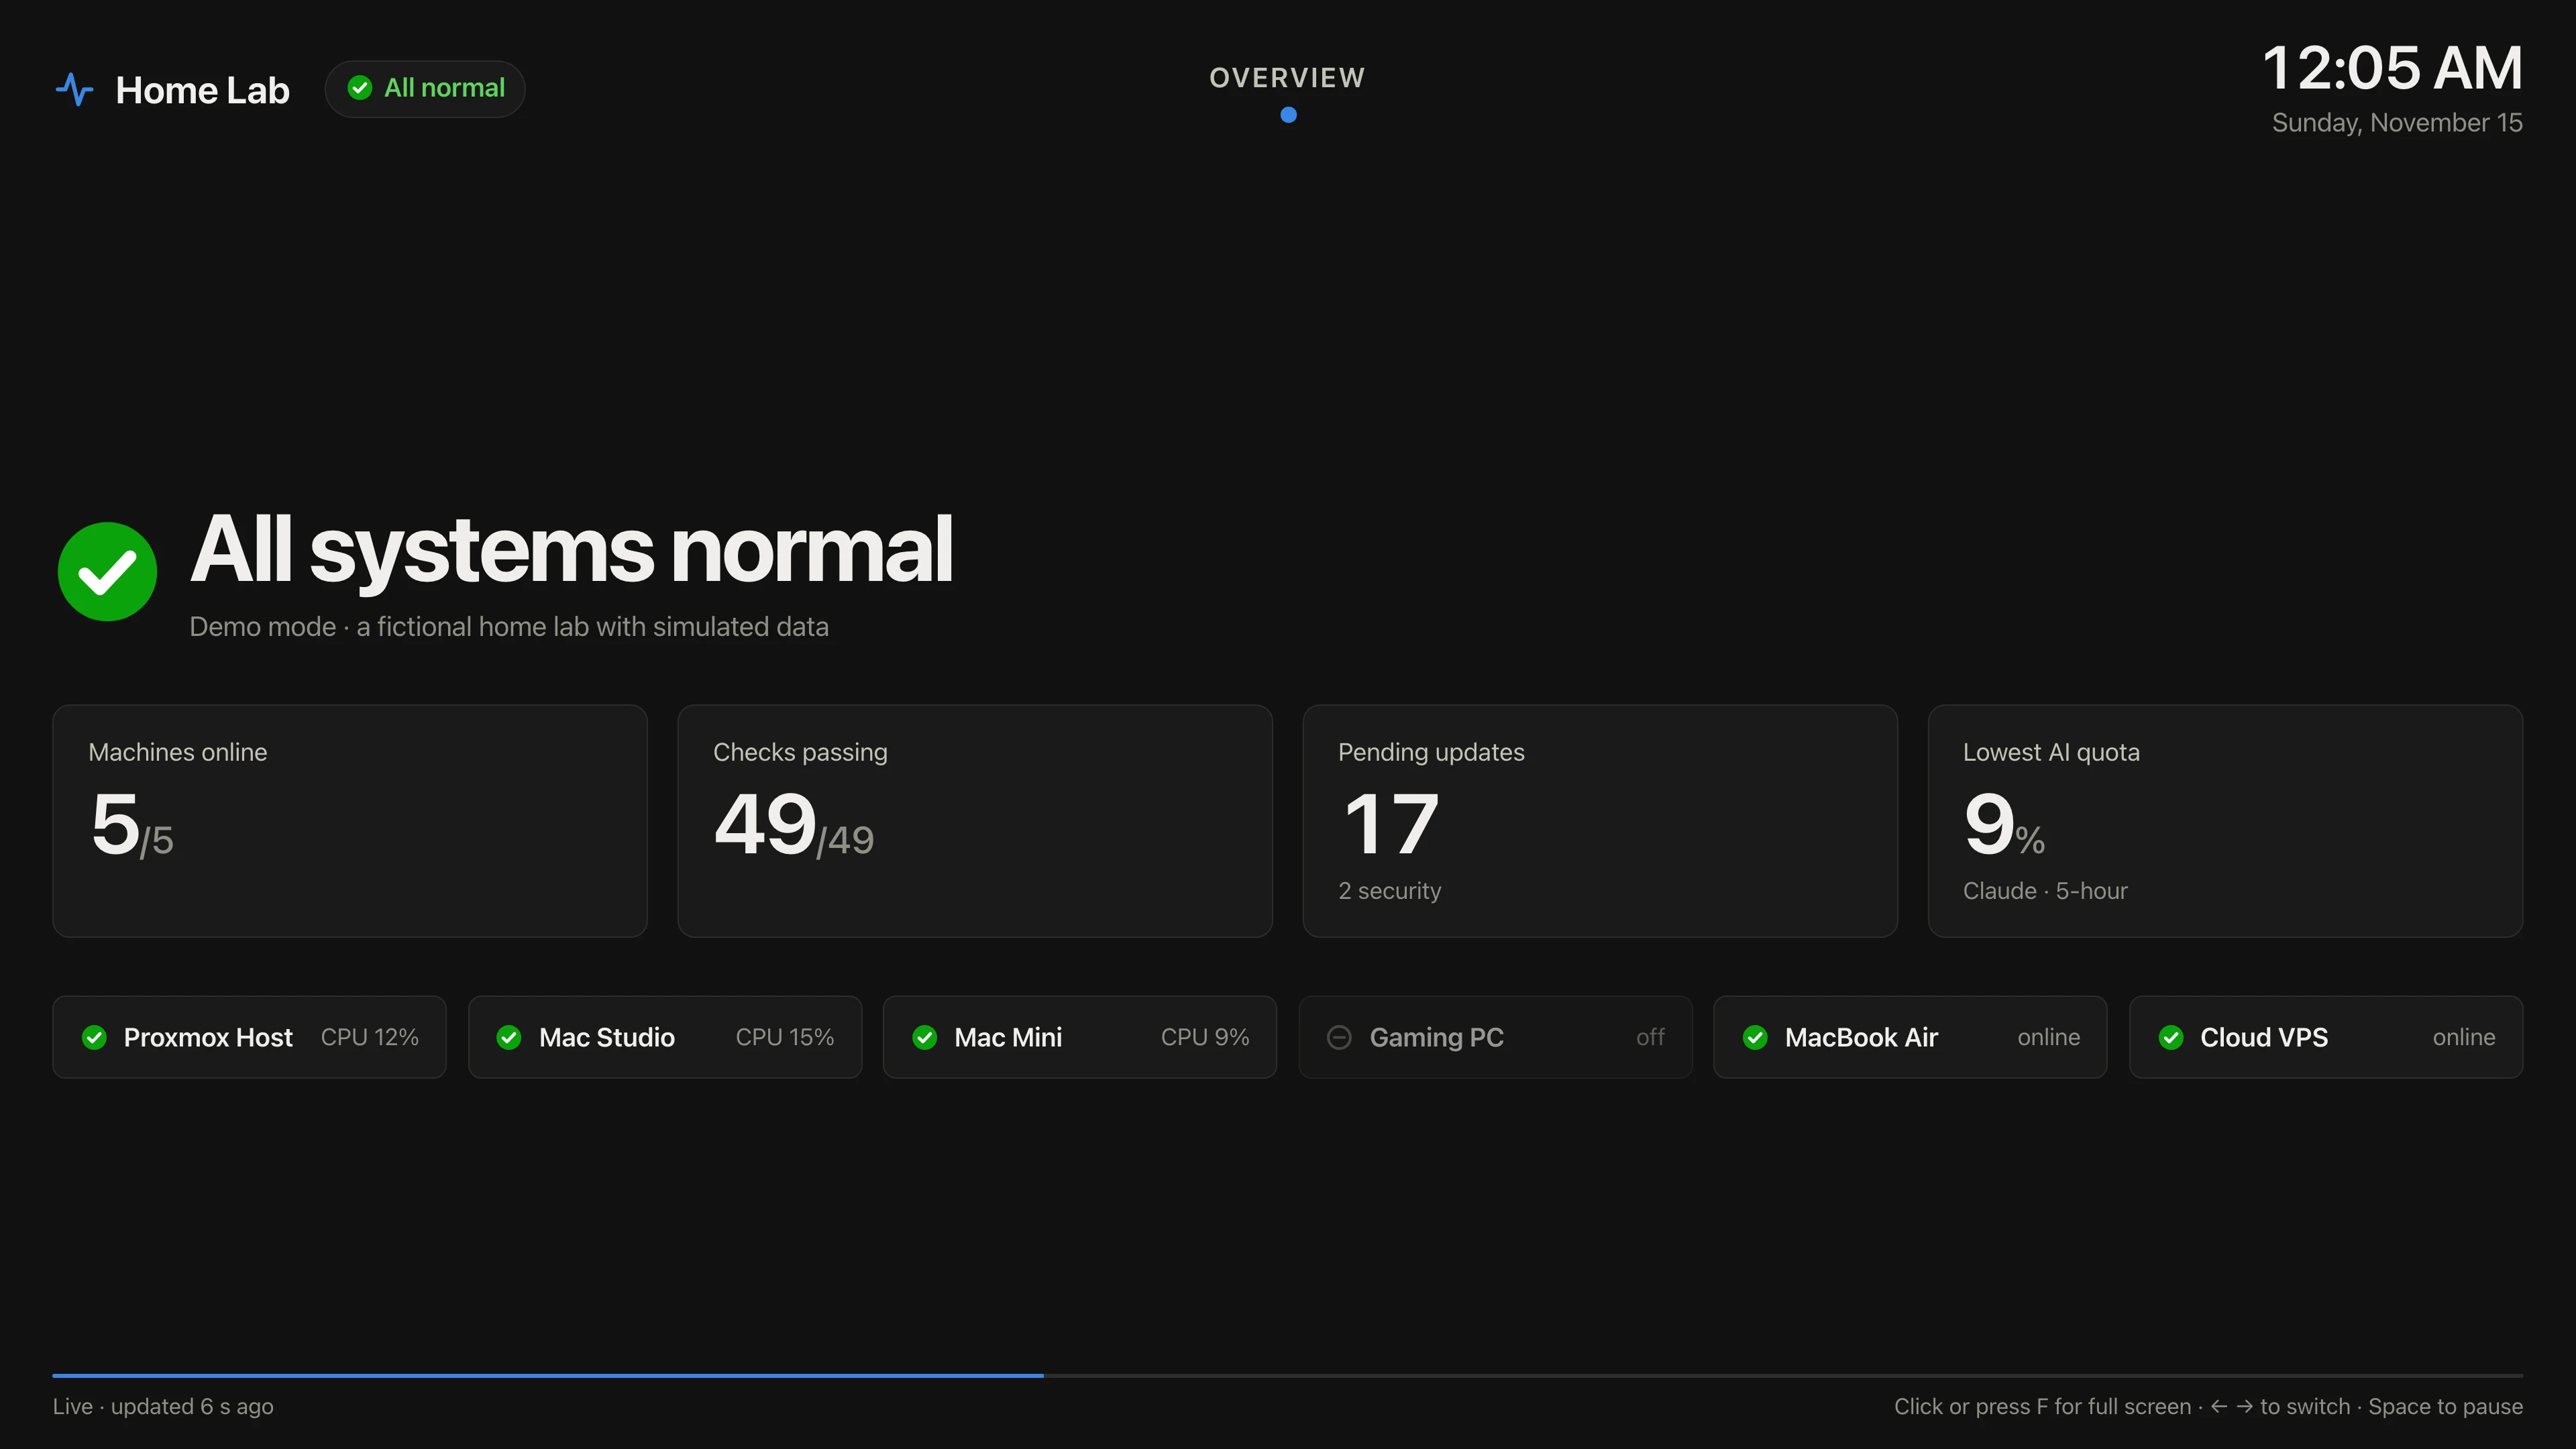 Home Lab
All normal
OVERVIEW
12:05 AM
Sunday, November 15
All systems normal
Demo mode · a fictional home lab with simulated data
Machines online
5/5
Checks passing
49/49
Pending updates
17
2 security
Lowest AI quota
9%
Claude · 5-hour
Proxmox Host CPU 12%
Mac Studio CPU 15%
Mac Mini CPU 9%
Gaming PC off
MacBook Air online
Cloud VPS online
Live · updated 6 s ago
Click or press F for full screen · ← → to switch · Space to pause